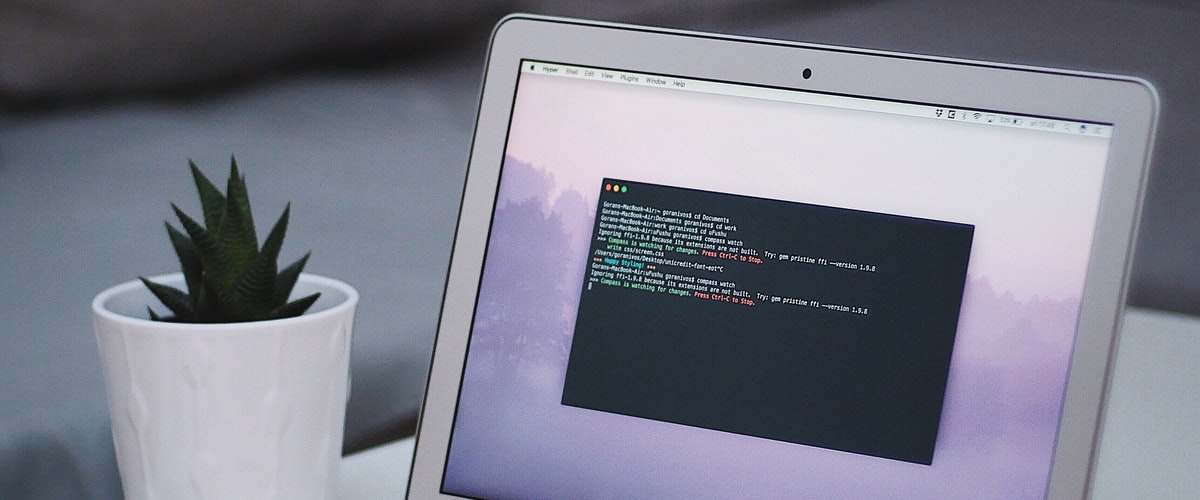 Hyper Shell Edit View Plugins Window Help
Gorans-MacBook-Air:~ goranivos$ cd Documents
Gorans-MacBook-Air:Documents goranivos$ cd work
Gorans-MacBook-Air:work goranivos$ cd uFushu
Gorans-MacBook-Air:uFushu goranivos$ compass watch
Ignoring ffi-1.9.8 because its extensions are not built.  Try: gem pristine ffi --version 1.9.8
>>> Compass is watching for changes. Press Ctrl-C to Stop.
write css/screen.css
/Users/goranivos/Desktop/unicredit-font-eot^C
*** Happy Styling! ***
Gorans-MacBook-Air:uFushu goranivos$ compass watch
Ignoring ffi-1.9.8 because its extensions are not built.  Try: gem pristine ffi --version 1.9.8
>>> Compass is watching for changes. Press Ctrl-C to Stop.